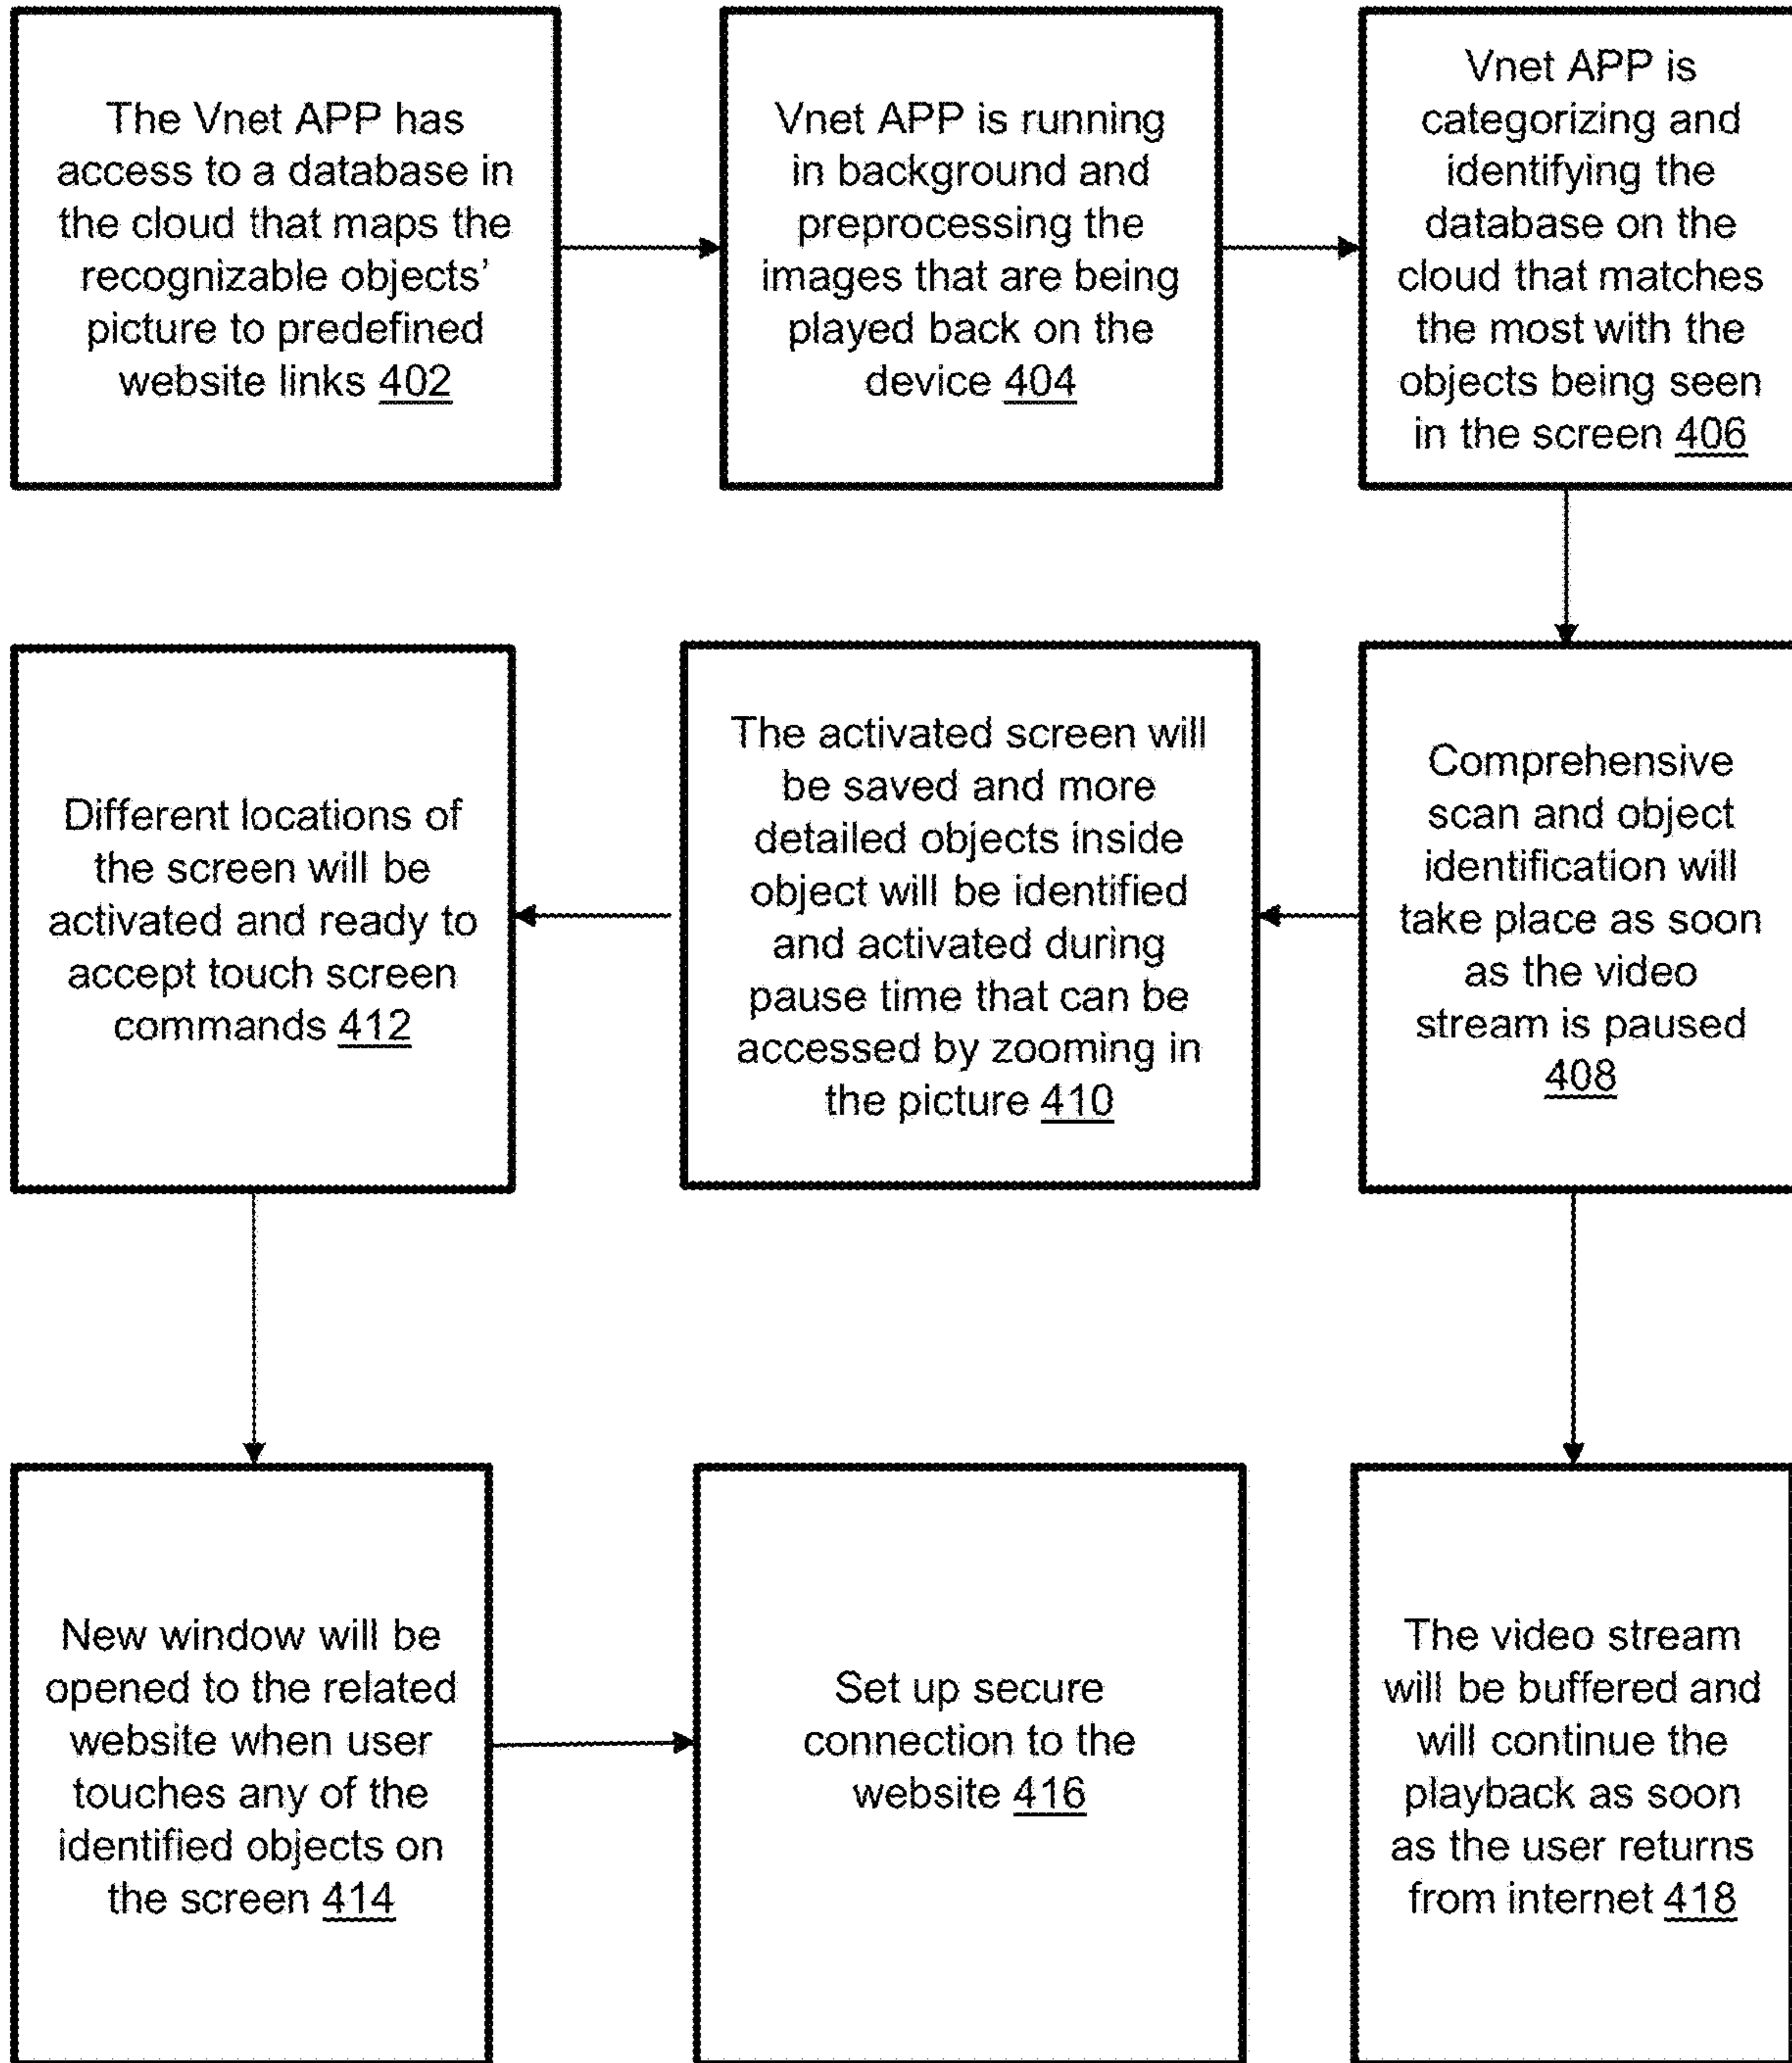 The Vnet APP has
access to a database in
the cloud that maps the
recognizable objects'
picture to predefined
website links 402
Vnet APP is running
in background and
preprocessing the
images that are being
played back on the
device 404
Vnet APP is
categorizing and
identifying the
database on the
cloud that matches
the most with the
objects being seen
in the screen 406
Comprehensive
scan and object
identification will
take place as soon
as the video
stream is paused
408
The activated screen will
be saved and more
detailed objects inside
object will be identified
and activated during
pause time that can be
accessed by zooming in
the picture 410
Different locations of
the screen will be
activated and ready to
accept touch screen
commands 412
New window will be
opened to the related
website when user
touches any of the
identified objects on
the screen 414
Set up secure
connection to the
website 416
The video stream
will be buffered and
will continue the
playback as soon
as the user returns
from internet 418